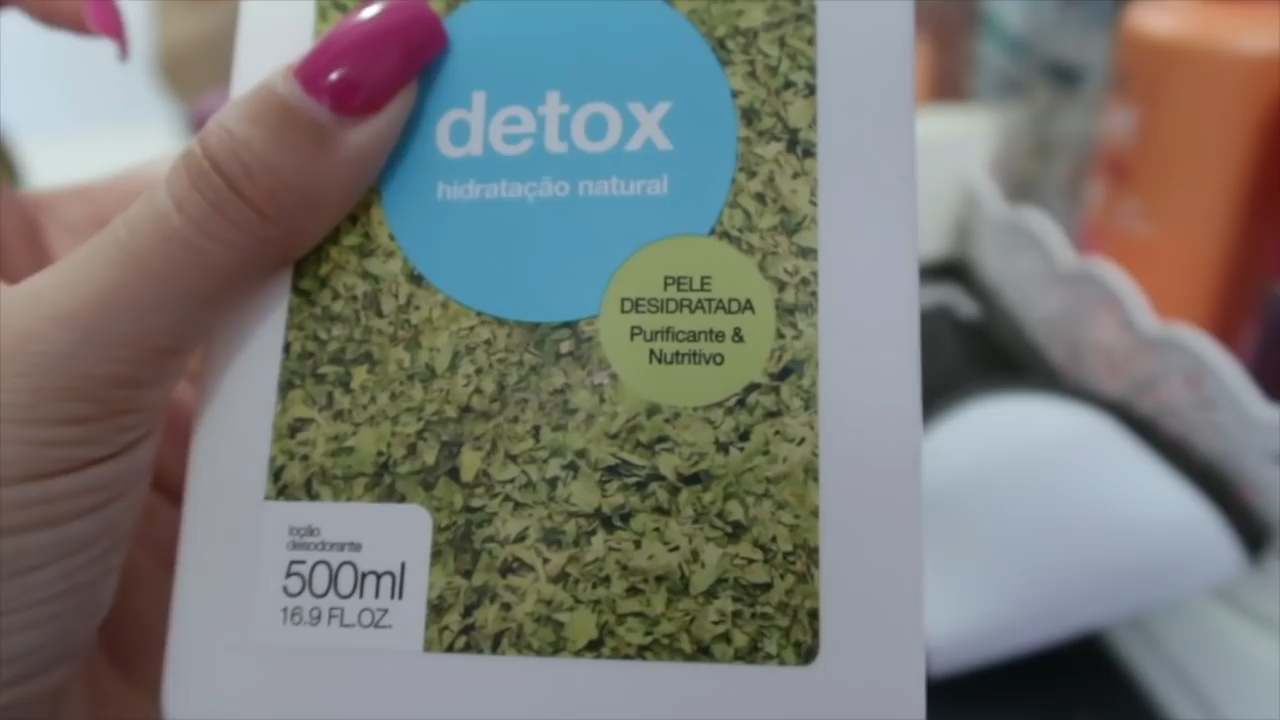 detox
hidratação natural
PELE
DESIDRATADA
Purificante &
Nutritivo
loção
desodorante
500ml
16.9 FL.OZ.